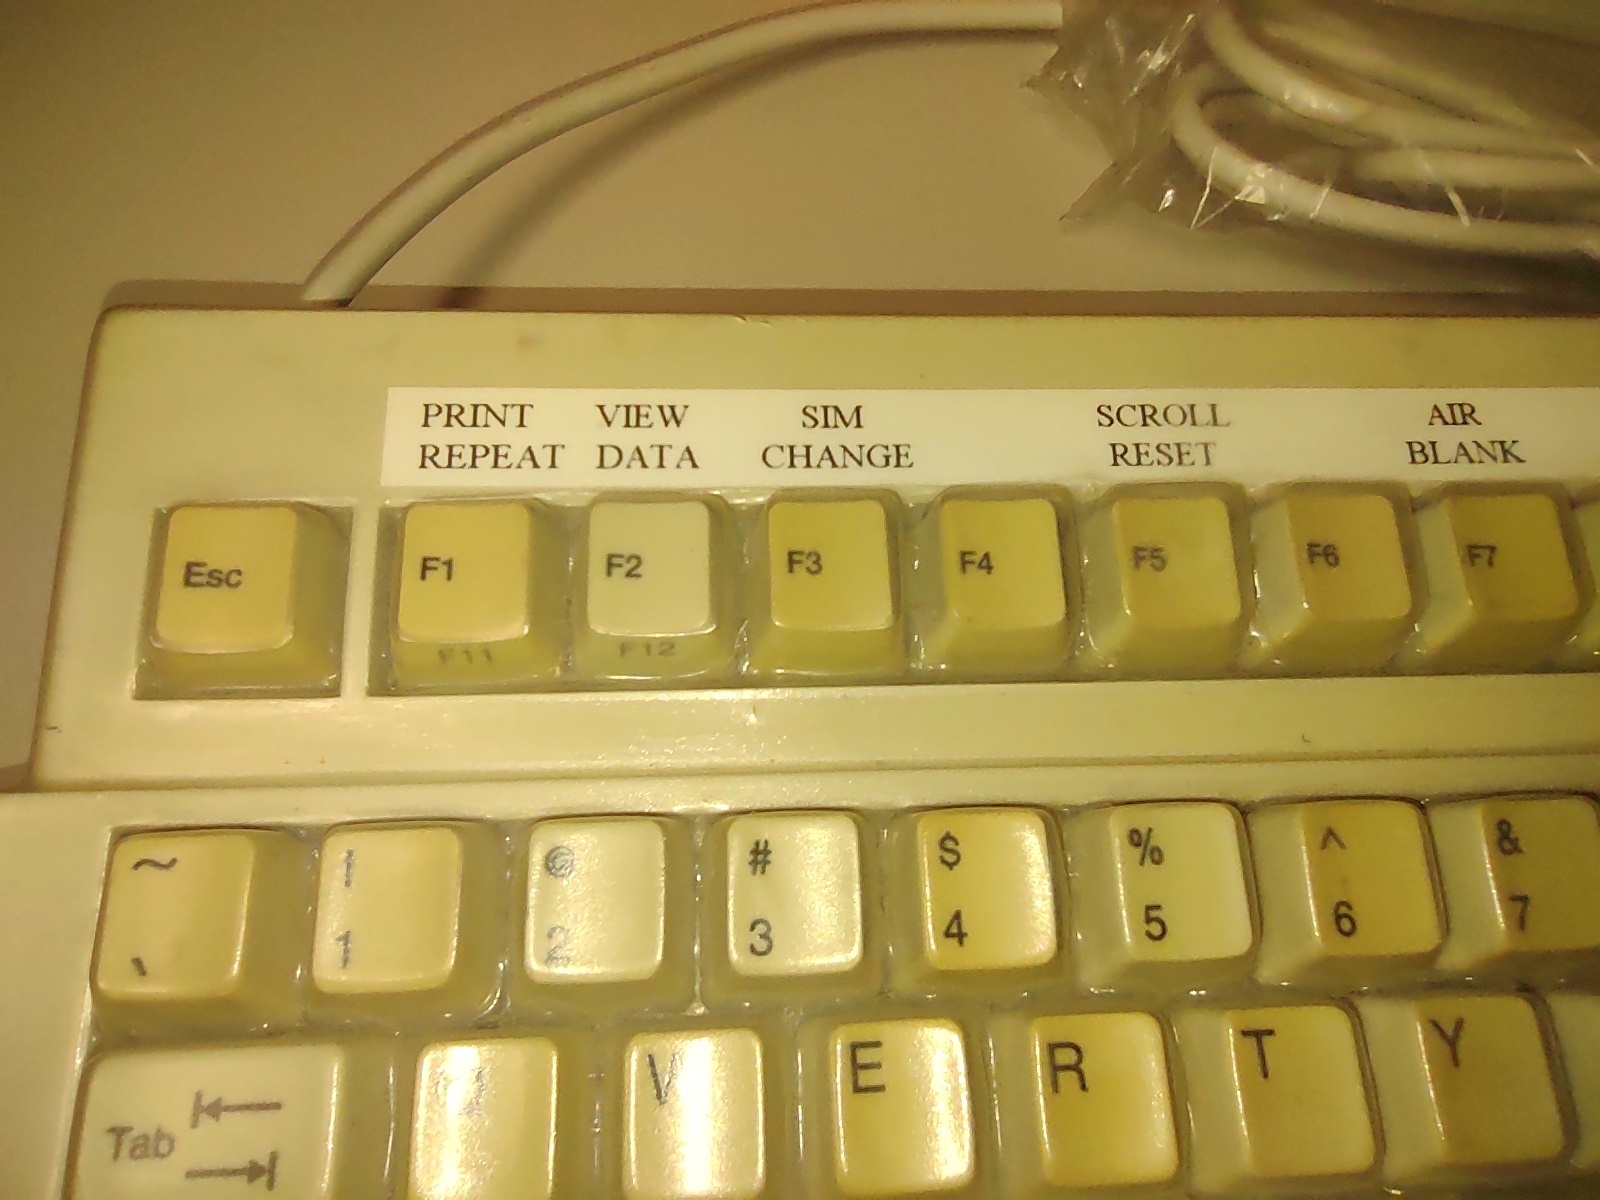 PRINT VIEW SIM SCROLL AIR
REPEAT DATA CHANGE RESET BLANK
Esc F1 F2 F3 F4 F5 F6 F7
F11 F12
~ ! @ # $ % ^ &
` 1 2 3 4 5 6 7
Tab W E R T Y